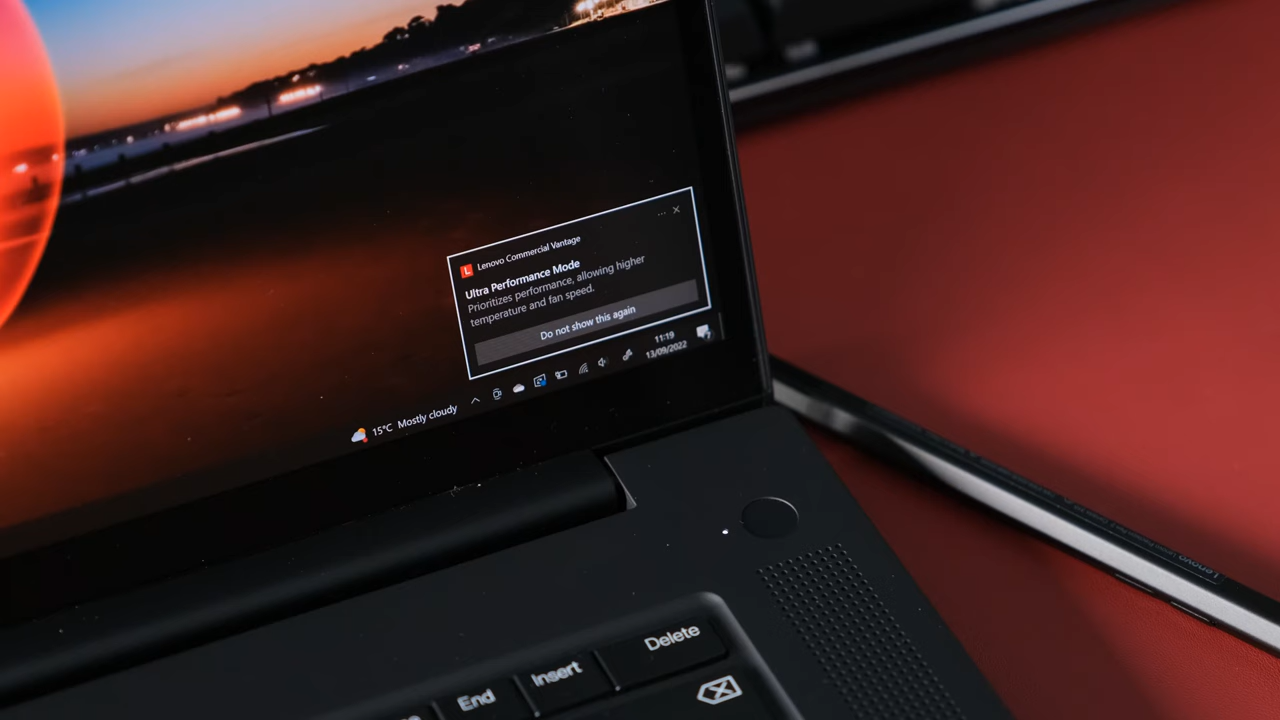 L Lenovo Commercial Vantage
Ultra Performance Mode
Prioritizes performance, allowing higher
temperature and fan speed.
Do not show this again
15°C Mostly cloudy
11:19
13/09/2022
Delete
Insert
End
Lenovo